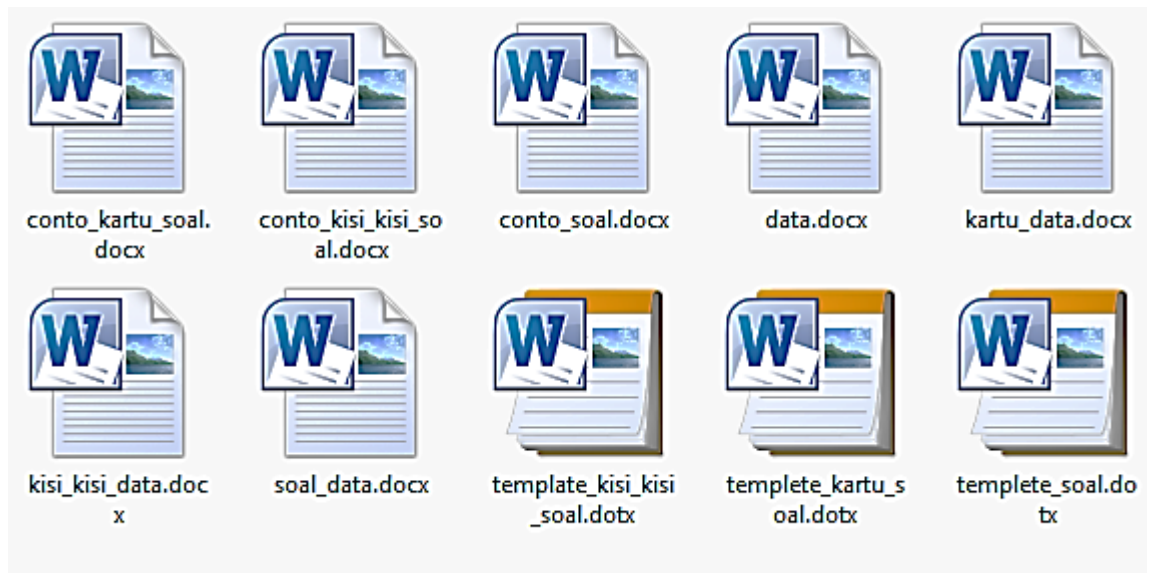 conto_kartu_soal.
docx
conto_kisi_kisi_so
al.docx
conto_soal.docx
data.docx
kartu_data.docx
kisi_kisi_data.doc
x
soal_data.docx
template_kisi_kisi
_soal.dotx
templete_kartu_s
oal.dotx
templete_soal.do
tx